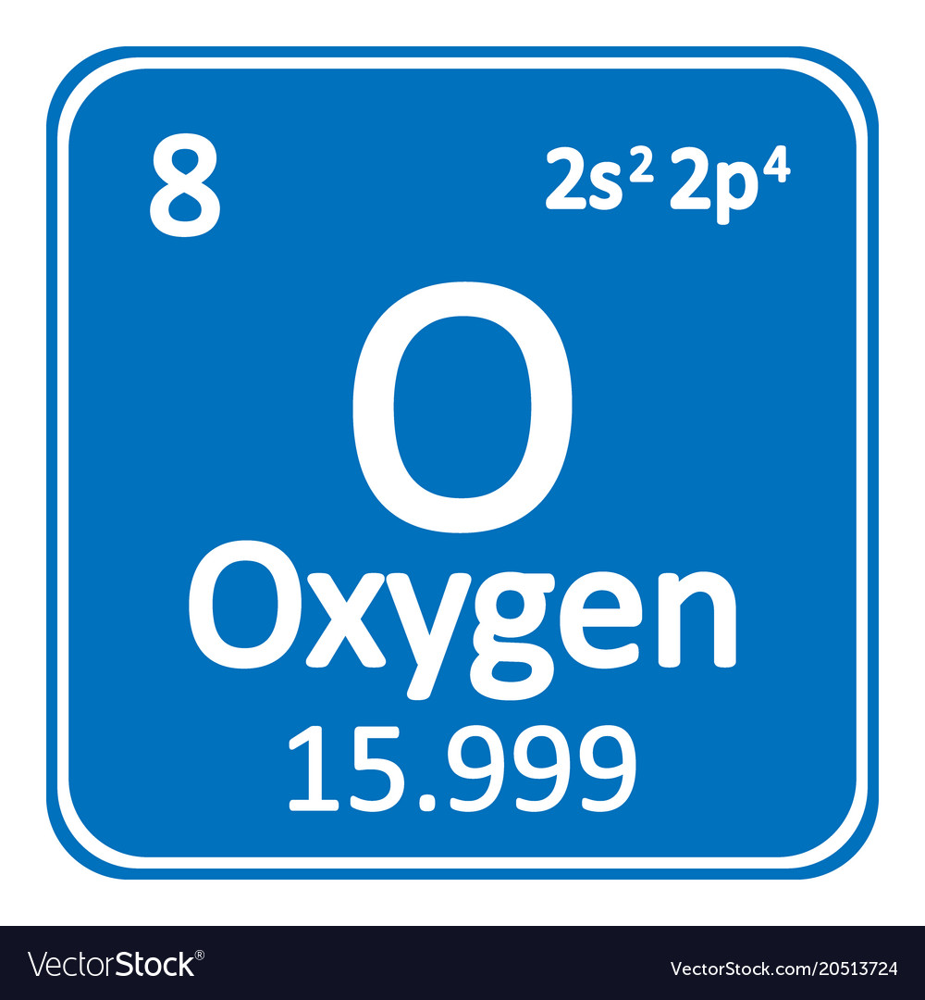 8 2s² 2p⁴
O
Oxygen
15.999
VectorStock® VectorStock.com/20513724